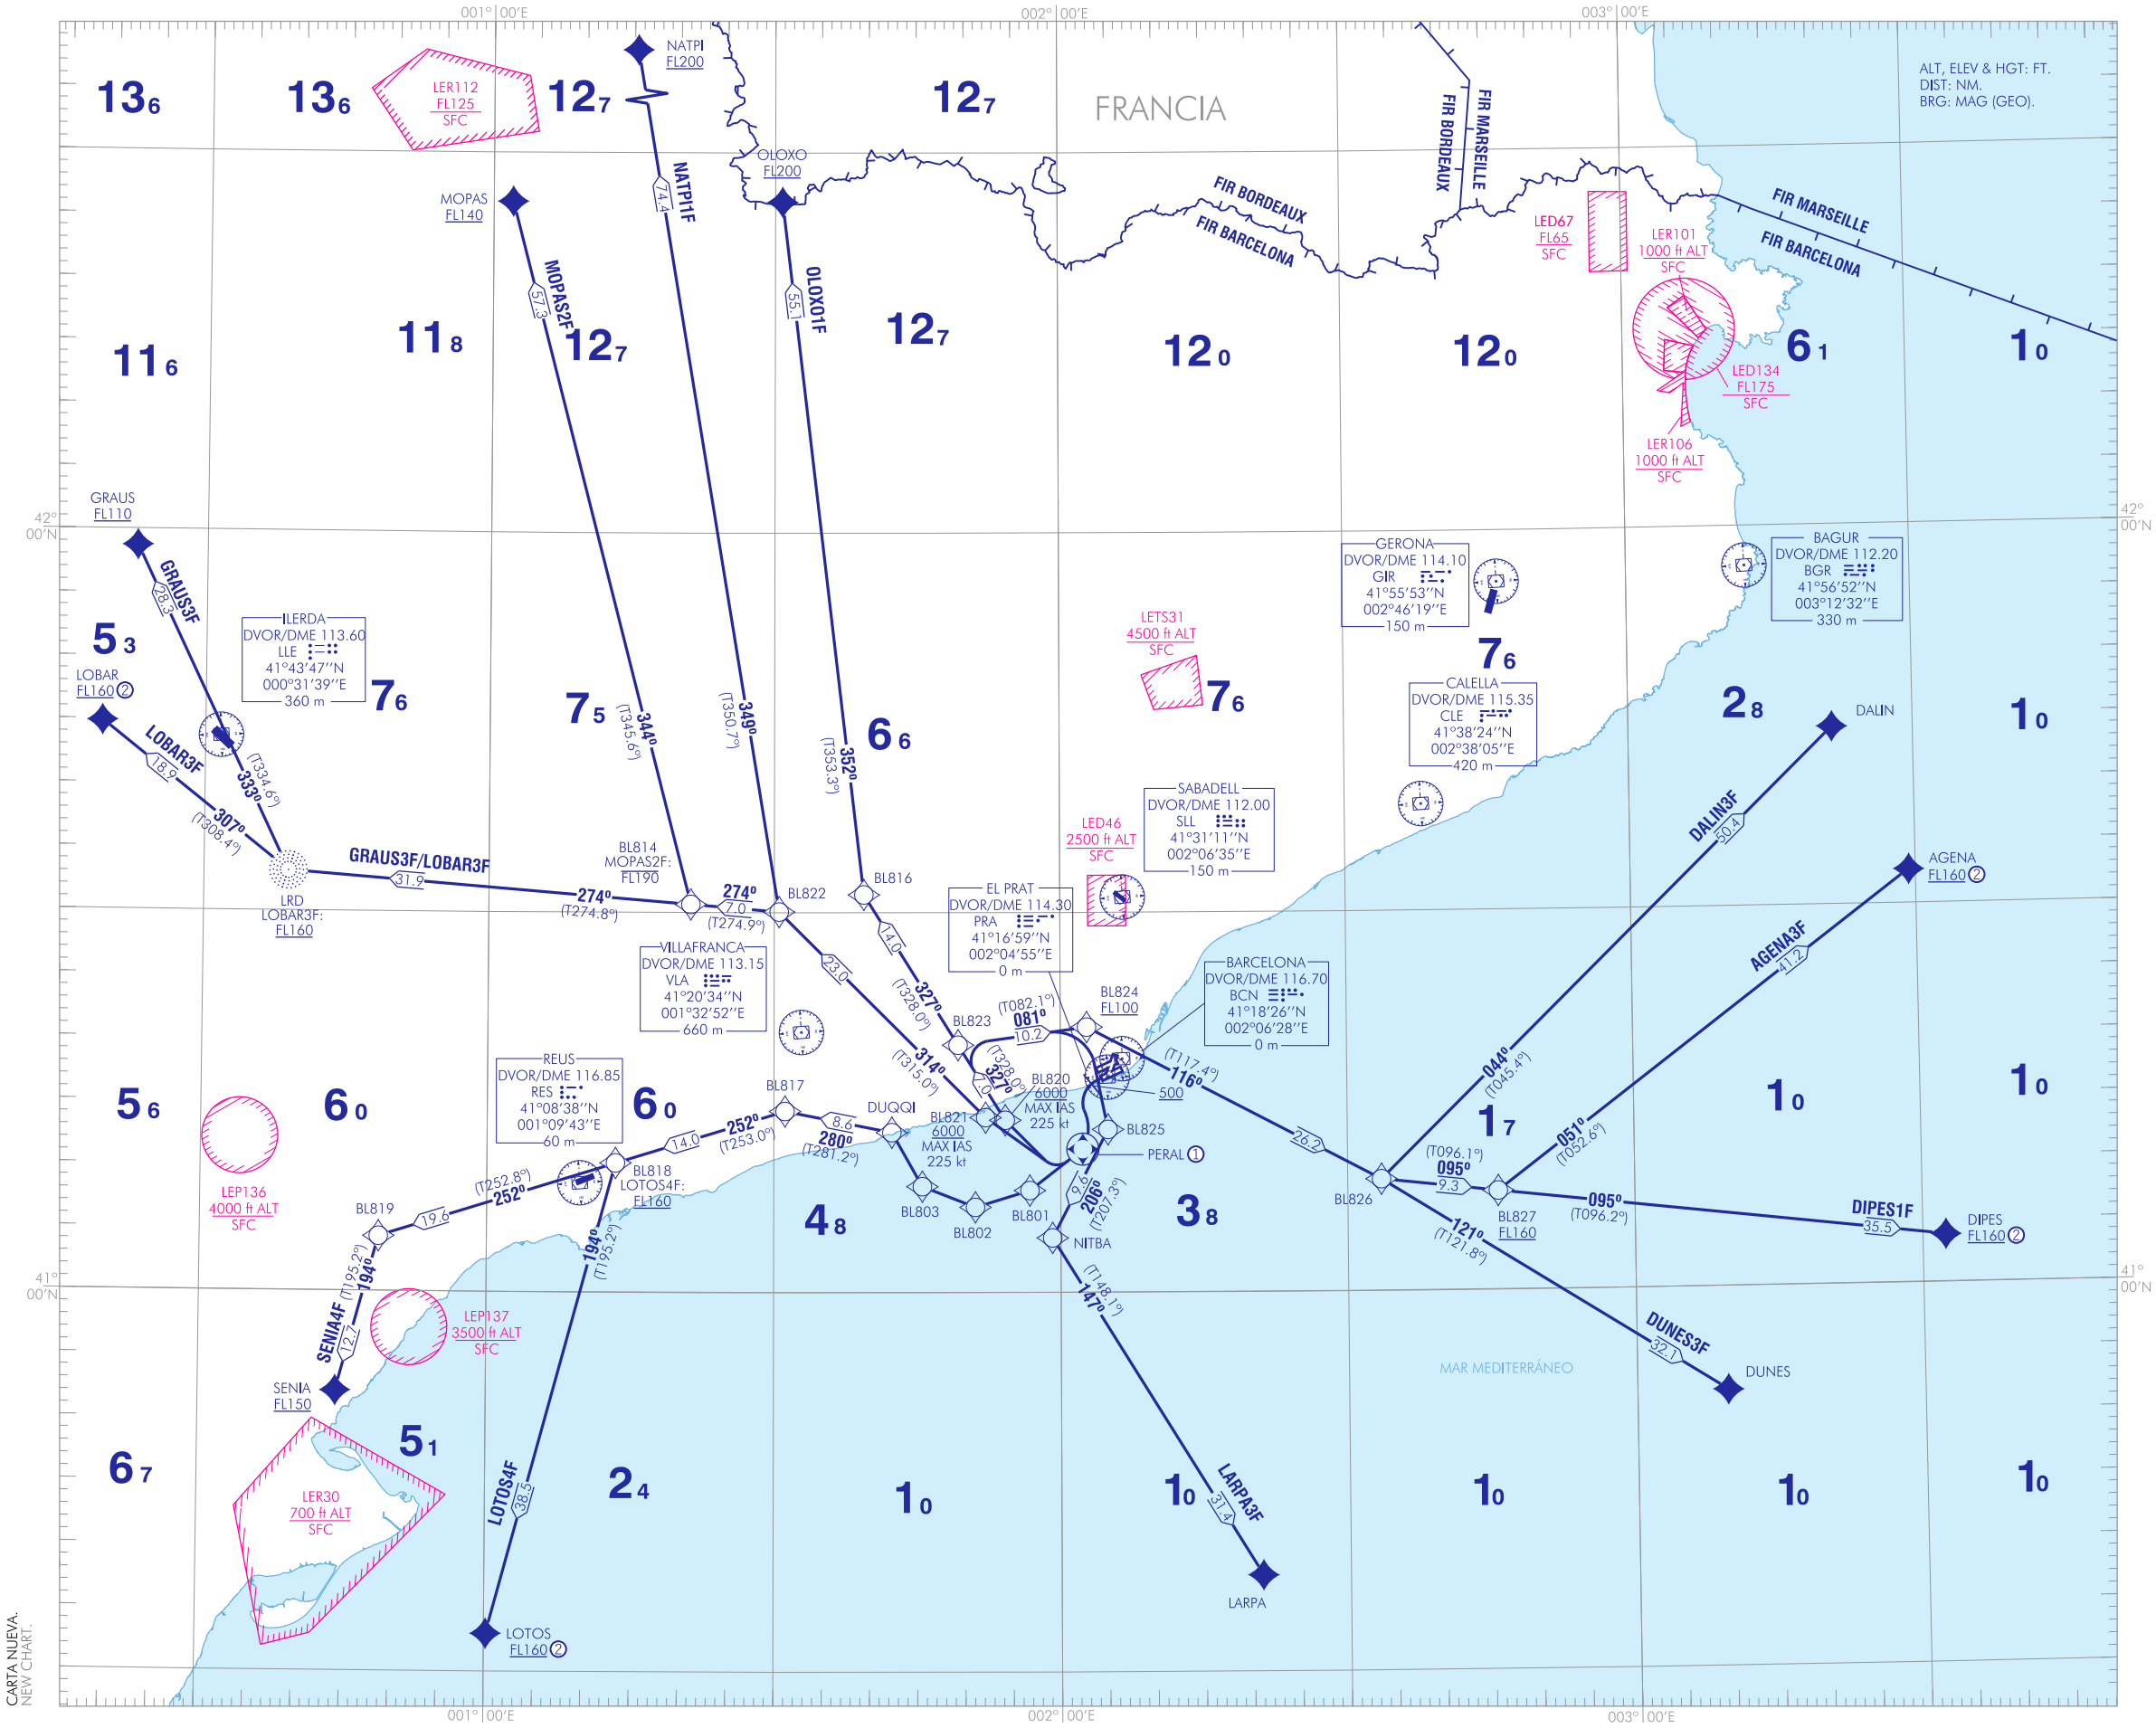 001° 00'E
002° 00'E
003° 00'E
ALT, ELEV & HGT: FT.
DIST: NM.
BRG: MAG (GEO).
NATPI
FL200
13 6
13 6
LER112
FL125
SFC
12 7
12 7
FRANCIA
FIR BORDEAUX
FIR MARSEILLE
OLOXO
FL200
MOPAS
FL140
NATPI1F
74.4
FIR BORDEAUX
FIR BARCELONA
FIR MARSEILLE
FIR BARCELONA
LED67
FL65
SFC
LER101
1000 ft ALT
SFC
MOPAS2F
57.3
OLOXO1F
55.1
11 6
11 8
12 7
12 7
12 0
12 0
6 1
1 0
LED134
FL175
SFC
LER106
1000 ft ALT
SFC
GRAUS
FL110
42°
00'N
42°
00'N
GRAUS3F
28.3
GERONA
DVOR/DME 114.10
GIR
41°55'53''N
002°46'19''E
150 m
BAGUR
DVOR/DME 112.20
BGR
41°56'52''N
003°12'32''E
330 m
ILERDA
DVOR/DME 113.60
LLE
41°43'47''N
000°31'39''E
360 m
LETS31
4500 ft ALT
SFC
5 3
LOBAR
FL160 2
7 6
7 5
6 6
7 6
7 6
2 8
1 0
CALELLA
DVOR/DME 115.35
CLE
41°38'24''N
002°38'05''E
420 m
DALIN
344°
(T345.6°)
349°
(T350.7°)
352°
(T353.3°)
LOBAR3F
18.9
307°
(T308.4°)
333°
(T334.6°)
SABADELL
DVOR/DME 112.00
SLL
41°31'11''N
002°06'35''E
150 m
LED46
2500 ft ALT
SFC
DALIN3F
50.4
BL814
MOPAS2F:
FL190
GRAUS3F/LOBAR3F
31.9
274°
(T274.8°)
274°
7.0
(T274.9°)
BL822
BL816
AGENA
FL160 2
LRD
LOBAR3F:
FL160
EL PRAT
DVOR/DME 114.30
PRA
41°16'59''N
002°04'55''E
0 m
VILLAFRANCA
DVOR/DME 113.15
VLA
41°20'34''N
001°32'52''E
660 m
BARCELONA
DVOR/DME 116.70
BCN
41°18'26''N
002°06'28''E
0 m
AGENA3F
41.2
23.0
14.0
327°
(T328.0°)
BL823
(T082.1°)
081°
10.2
BL824
FL100
314°
(T315.0°)
327°
(T328.0°)
7.0
(T117.4°)
116°
044°
(T045.4°)
REUS
DVOR/DME 116.85
RES
41°08'38''N
001°09'43''E
60 m
BL820
6000
MAX IAS
225 kt
500
BL821
6000
MAX IAS
225 kt
BL817
DUQQI
5 6
6 0
6 0
1 7
1 0
1 0
BL825
PERAL 1
26.2
051°
(T052.6°)
8.6
280°
(T281.2°)
14.0
252°
(T253.0°)
BL818
LOTOS4F:
FL160
(T252.8°)
252°
19.6
BL819
LEP136
4000 ft ALT
SFC
(T096.1°)
095°
9.3
BL826
BL827
FL160
095°
(T096.2°)
DIPES1F
35.5
DIPES
FL160 2
BL803
BL802
BL801
9.6
206°
(T207.3°)
NITBA
4 8
3 8
121°
(T121.8°)
194°
(T195.2°)
194°
(T195.2°)
41°
00'N
41°
00'N
(T148.1°)
147°
SENIA4F
12.7
LEP137
3500 ft ALT
SFC
DUNES3F
32.1
DUNES
MAR MEDITERRÁNEO
SENIA
FL150
5 1
6 7
2 4
1 0
1 0
1 0
1 0
1 0
LER30
700 ft ALT
SFC
LOTOS4F
38.5
LARPA3F
31.4
LARPA
LOTOS
FL160 2
CARTA NUEVA.
NEW CHART.
001° 00'E
002° 00'E
003° 00'E